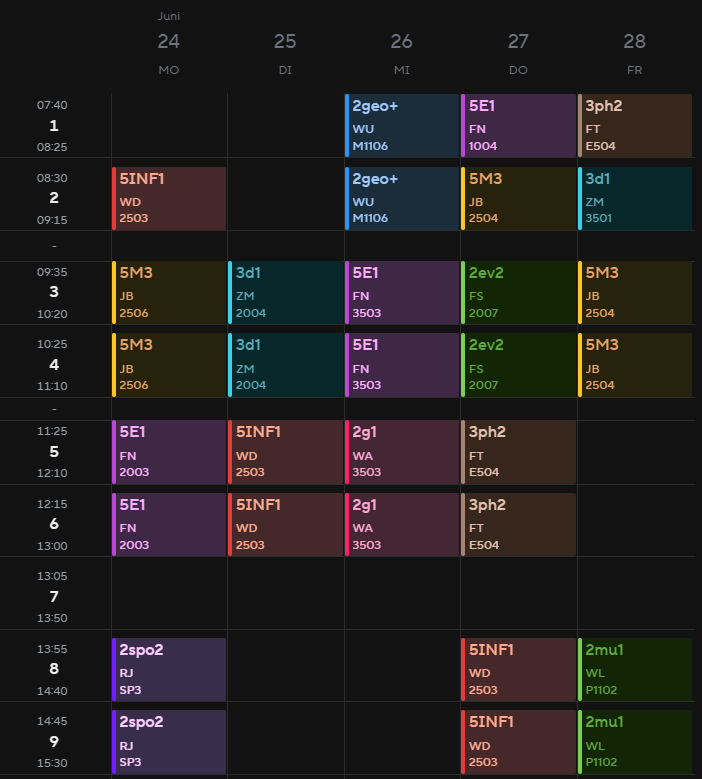 Juni
24 25 26 27 28
MO DI MI DO FR
07:40
1
08:25
2geo+
WU
M1106
5E1
FN
1004
3ph2
FT
E504
08:30
2
09:15
5INF1
WD
2503
2geo+
WU
M1106
5M3
JB
2504
3d1
ZM
3501
-
09:35
3
10:20
5M3
JB
2506
3d1
ZM
2004
5E1
FN
3503
2ev2
FS
2007
5M3
JB
2504
10:25
4
11:10
5M3
JB
2506
3d1
ZM
2004
5E1
FN
3503
2ev2
FS
2007
5M3
JB
2504
-
11:25
5
12:10
5E1
FN
2003
5INF1
WD
2503
2g1
WA
3503
3ph2
FT
E504
12:15
6
13:00
5E1
FN
2003
5INF1
WD
2503
2g1
WA
3503
3ph2
FT
E504
13:05
7
13:50
13:55
8
14:40
2spo2
RJ
SP3
5INF1
WD
2503
2mu1
WL
P1102
14:45
9
15:30
2spo2
RJ
SP3
5INF1
WD
2503
2mu1
WL
P1102